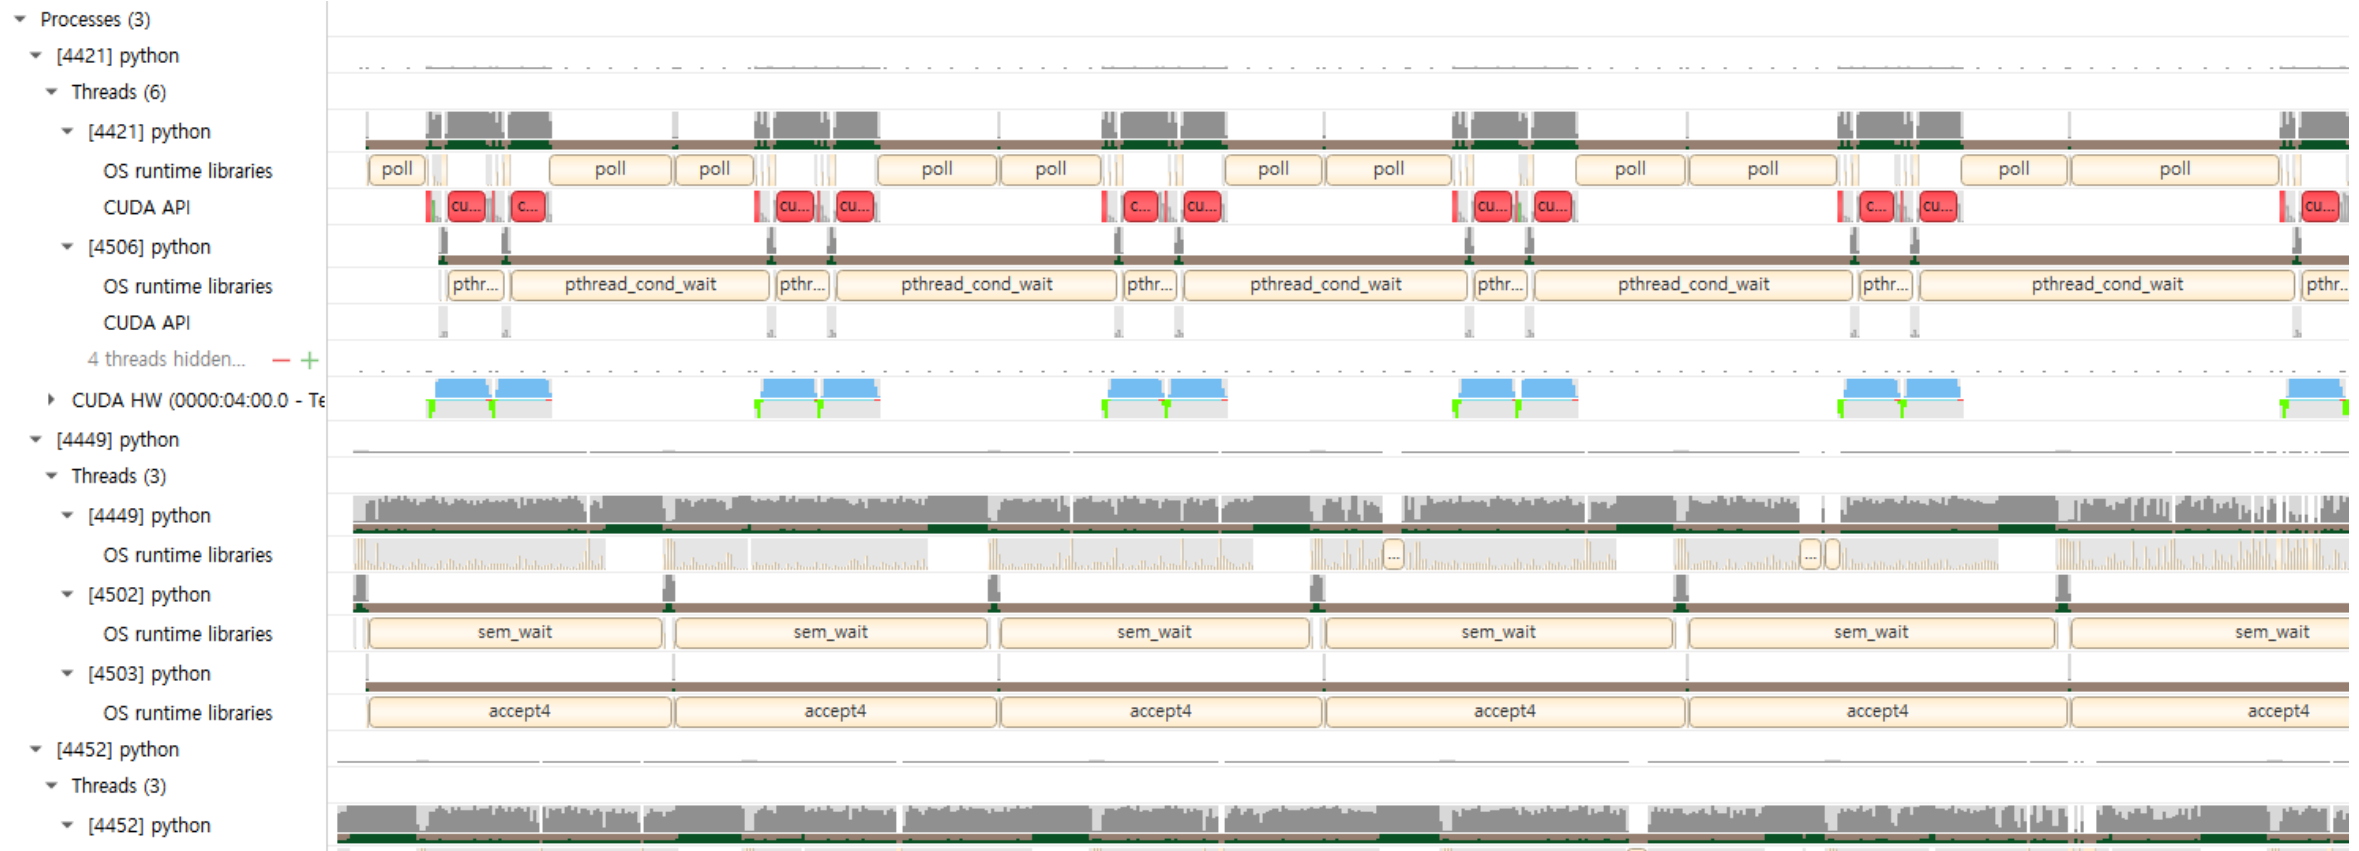 Processes (3)
[4421] python
Threads (6)
[4421] python
OS runtime libraries
poll poll poll poll poll poll poll poll poll poll poll
CUDA API
cu... c... cu... cu... c... cu... cu... cu... c... cu... cu...
[4506] python
OS runtime libraries
pthr... pthread_cond_wait pthr... pthread_cond_wait pthr... pthread_cond_wait pthr... pthread_cond_wait pthr... pthread_cond_wait pthr...
CUDA API
4 threads hidden... − +
CUDA HW (0000:04:00.0 - Te
[4449] python
Threads (3)
[4449] python
OS runtime libraries
... ...
[4502] python
OS runtime libraries
sem_wait sem_wait sem_wait sem_wait sem_wait sem_wait
[4503] python
OS runtime libraries
accept4 accept4 accept4 accept4 accept4 accept4
[4452] python
Threads (3)
[4452] python